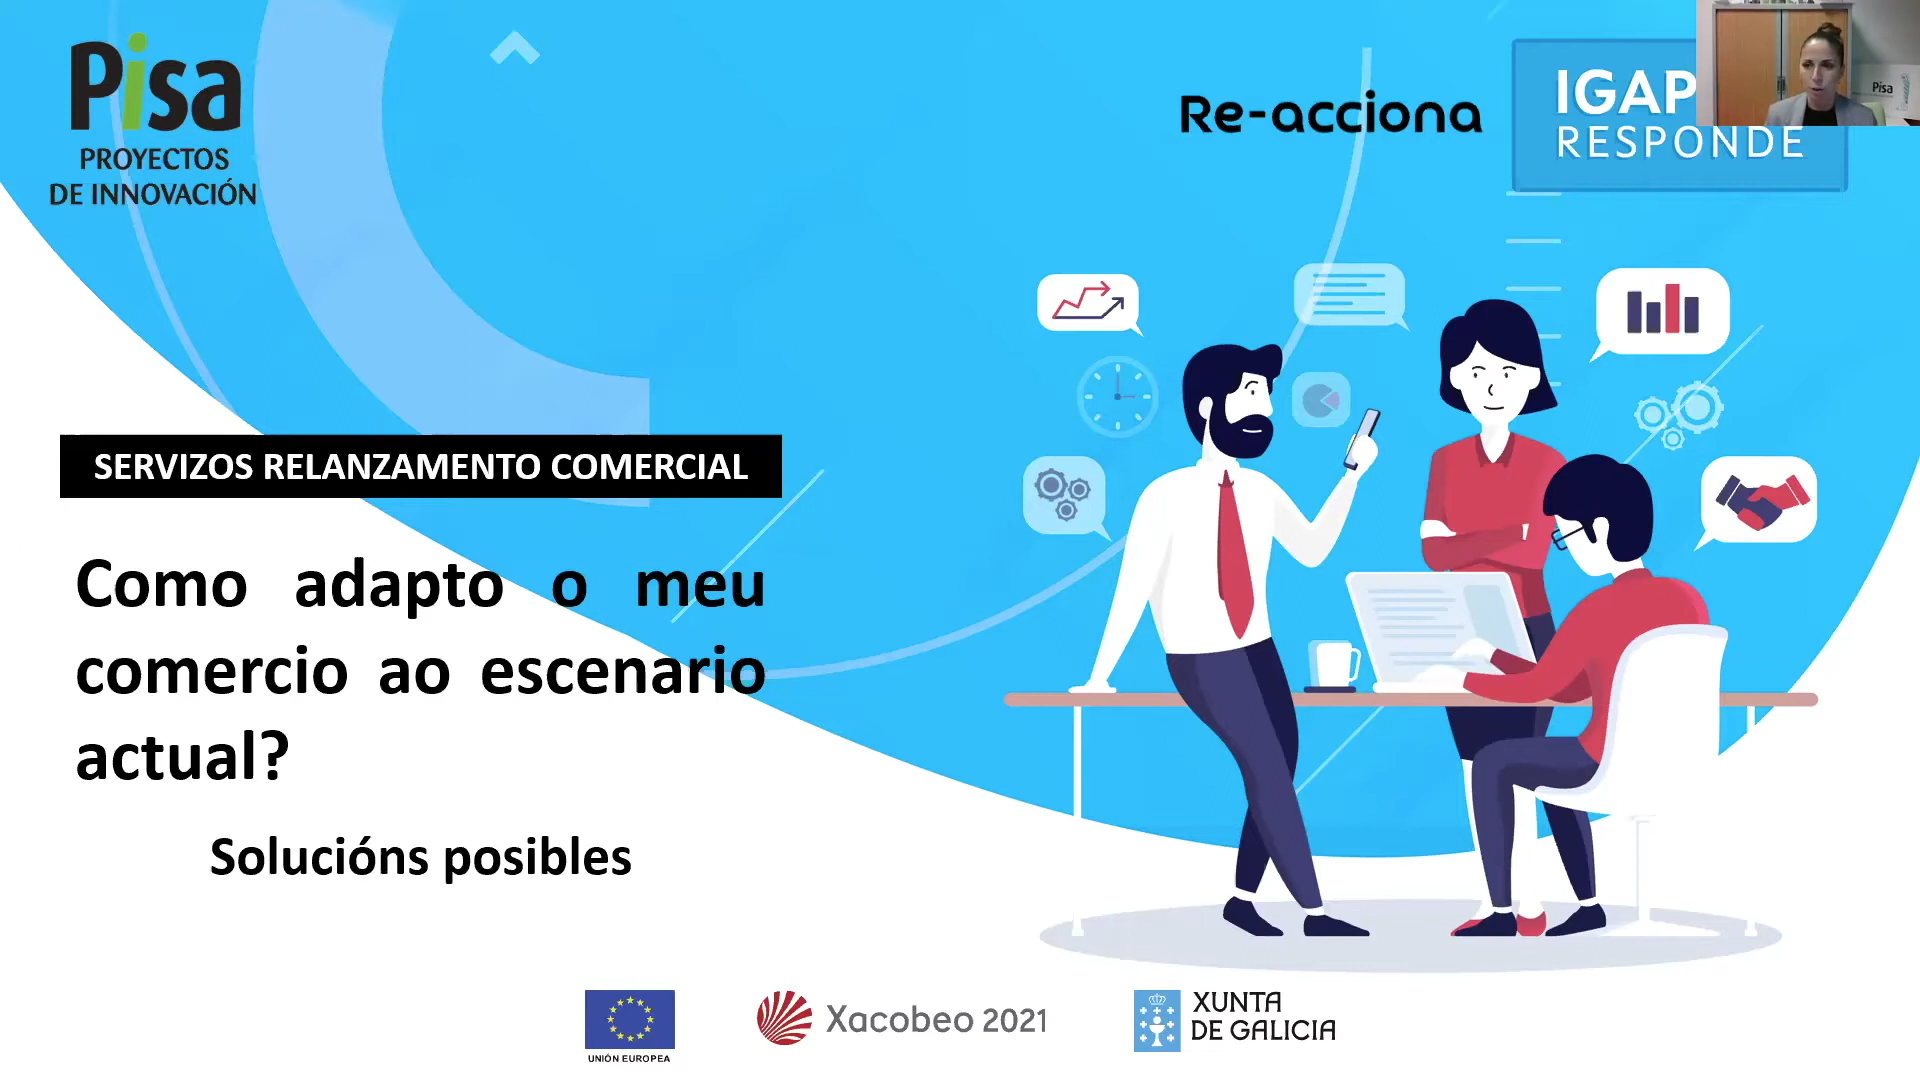 Pisa
PROYECTOS
DE INNOVACIÓN
Re-acciona
IGAP
RESPONDE
Pisa
SERVIZOS RELANZAMENTO COMERCIAL
Como adapto o meu
comercio ao escenario
actual?
Solucións posibles
UNIÓN EUROPEA
Xacobeo 2021
XUNTA
DE GALICIA